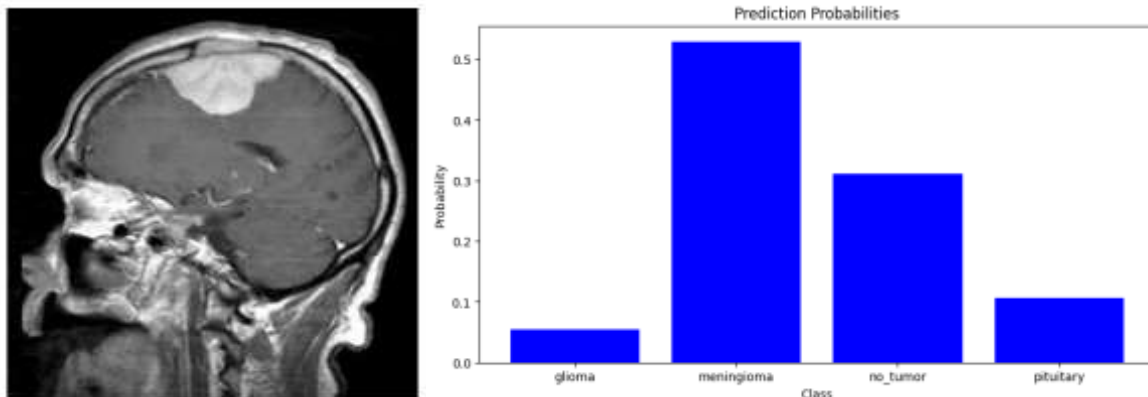 Prediction Probabilities
0.5
0.4
0.3
0.2
0.1
0.0
Probability
glioma meningioma no_tumor pituitary
Class